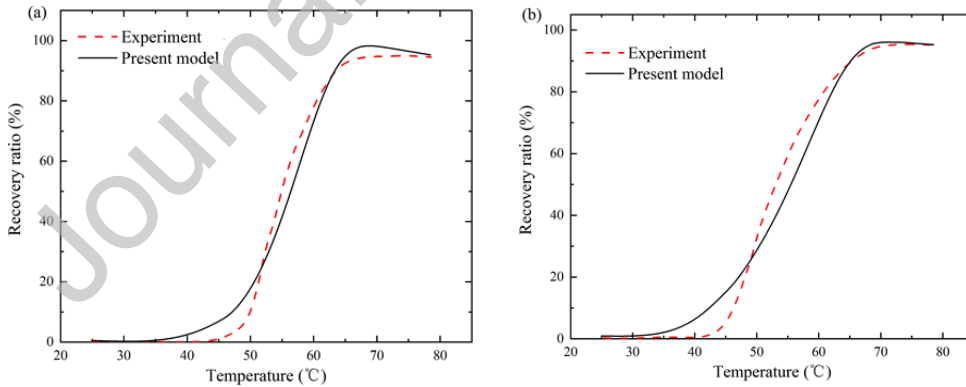 (a)
Experiment
Present model
Recovery ratio (%)
100
80
60
40
20
0
20 30 40 50 60 70 80
Temperature (℃)
(b)
Experiment
Present model
Recovery ratio (%)
100
80
60
40
20
0
20 30 40 50 60 70 80
Temperature (℃)
Journa